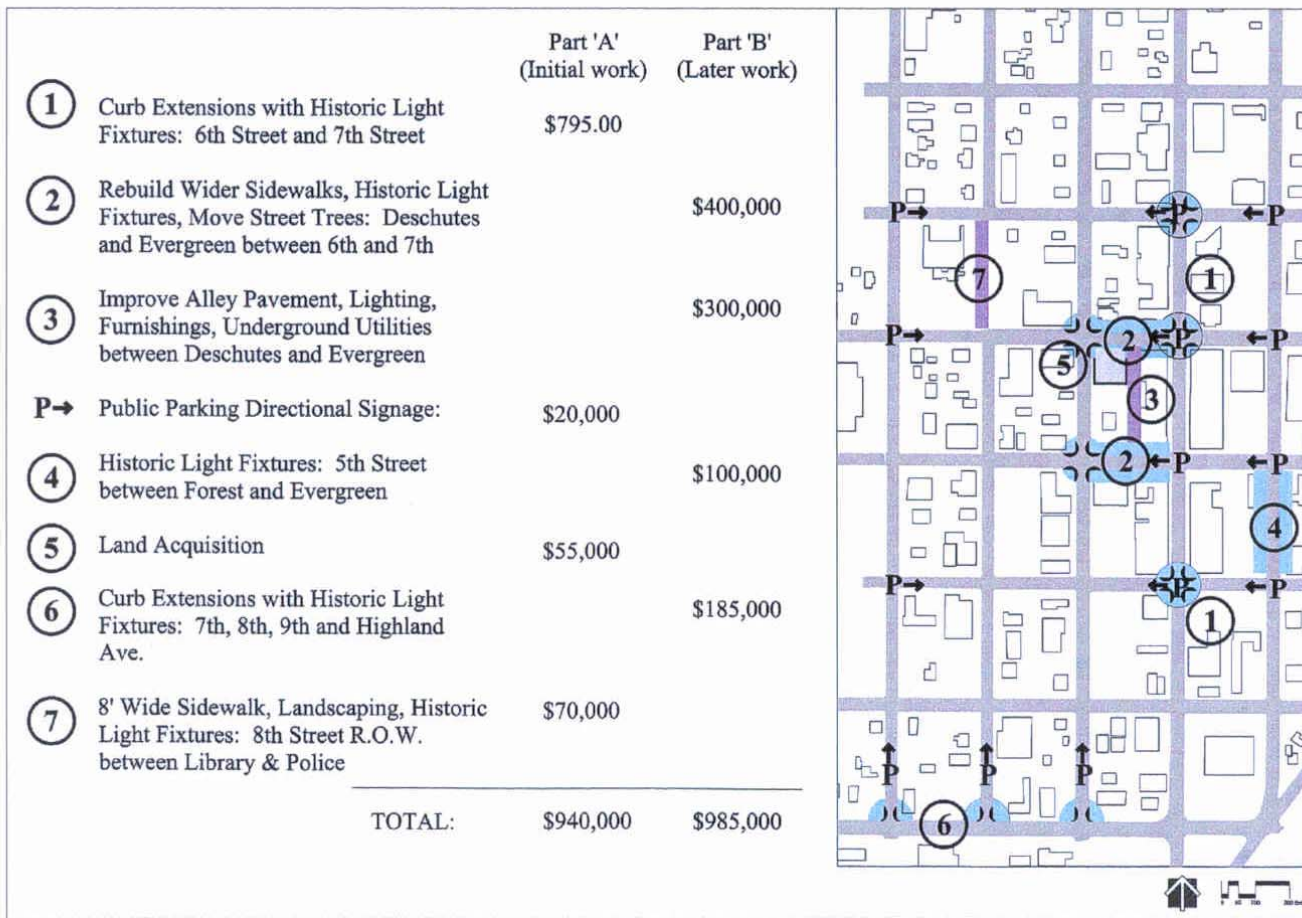 Part 'A' Part 'B'
(Initial work) (Later work)
1 Curb Extensions with Historic Light
Fixtures: 6th Street and 7th Street $795.00
2 Rebuild Wider Sidewalks, Historic Light
Fixtures, Move Street Trees: Deschutes $400,000
and Evergreen between 6th and 7th
3 Improve Alley Pavement, Lighting,
Furnishings, Underground Utilities $300,000
between Deschutes and Evergreen
P→ Public Parking Directional Signage: $20,000
4 Historic Light Fixtures: 5th Street
between Forest and Evergreen $100,000
5 Land Acquisition $55,000
6 Curb Extensions with Historic Light
Fixtures: 7th, 8th, 9th and Highland $185,000
Ave.
7 8' Wide Sidewalk, Landscaping, Historic $70,000
Light Fixtures: 8th Street R.O.W.
between Library & Police
TOTAL: $940,000 $985,000
P→ ←P ←P
7 1
P→ 2 ←P ←P
5
3
2 ←P ←P
4
P→ ←P ←P
1
P P P
6